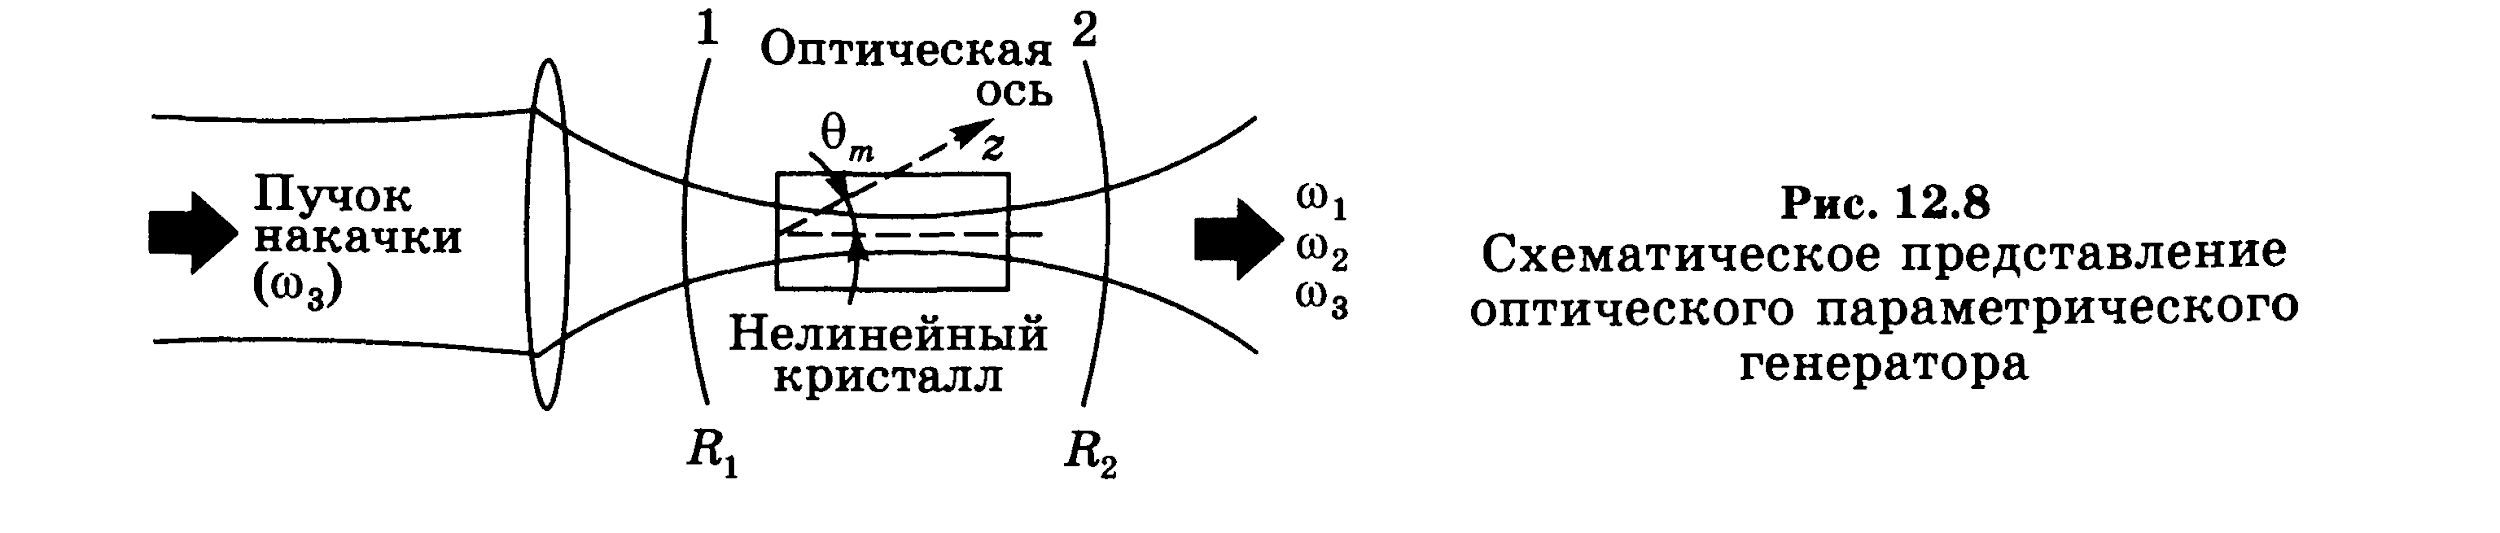 1
Оптическая
ось
2
θm
z
Пучок
накачки
(ω3)
Нелинейный
кристалл
R1
R2
ω1
ω2
ω3
Рис. 12.8
Схематическое представление
оптического параметрического
генератора